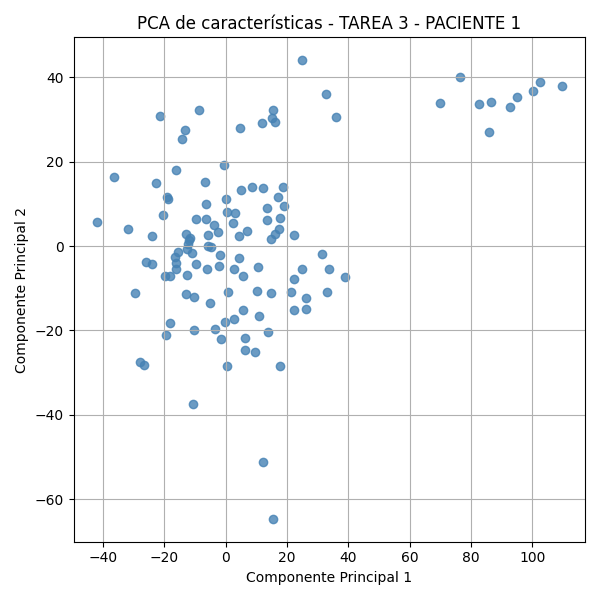 PCA de características - TAREA 3 - PACIENTE 1
40
20
0
−20
−40
−60
Componente Principal 2
−40 −20 0 20 40 60 80 100
Componente Principal 1